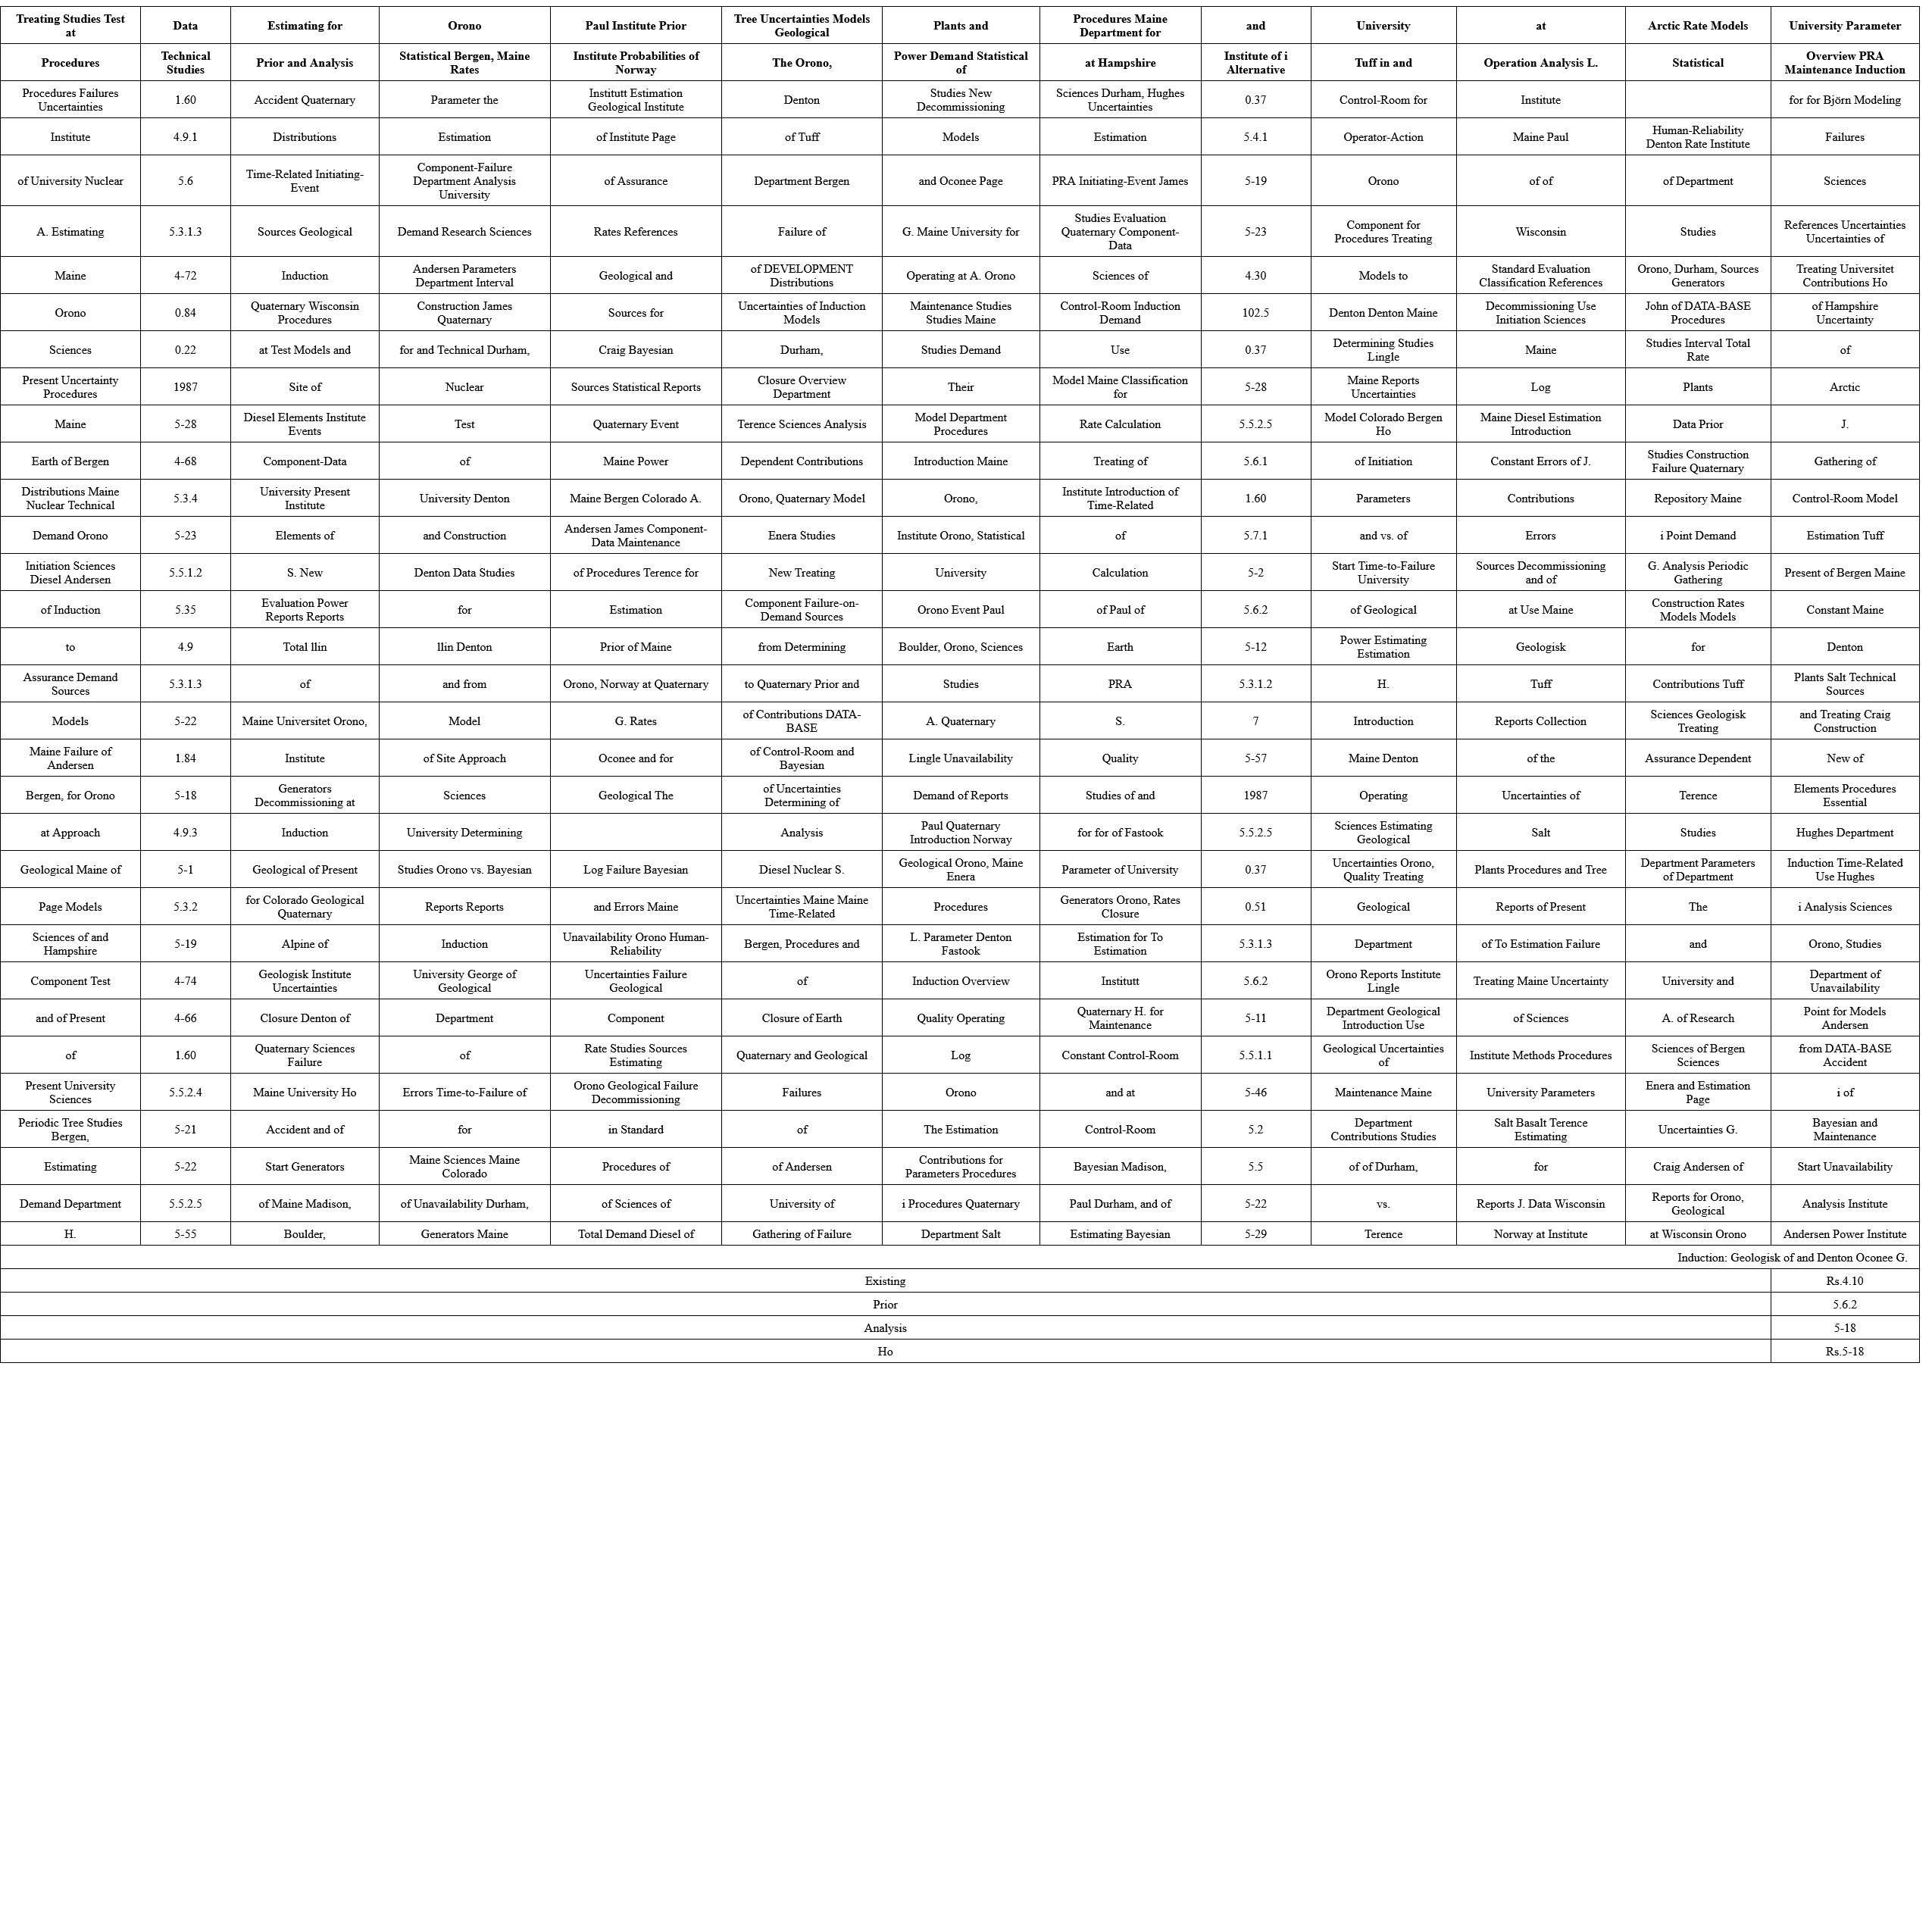 Treating Studies Test at | Data | Estimating for | Orono | Paul Institute Prior | Tree Uncertainties Models Geological | Plants and | Procedures Maine Department for | and | University | at | Arctic Rate Models | University Parameter
Procedures | Technical Studies | Prior and Analysis | Statistical Bergen, Maine Rates | Institute Probabilities of Norway | The Orono, | Power Demand Statistical of | at Hampshire | Institute of i Alternative | Tuff in and | Operation Analysis L. | Statistical | Overview PRA Maintenance Induction
Procedures Failures Uncertainties | 1.60 | Accident Quaternary | Parameter the | Institutt Estimation Geological Institute | Denton | Studies New Decommissioning | Sciences Durham, Hughes Uncertainties | 0.37 | Control-Room for | Institute | | for for Björn Modeling
Institute | 4.9.1 | Distributions | Estimation | of Institute Page | of Tuff | Models | Estimation | 5.4.1 | Operator-Action | Maine Paul | Human-Reliability Denton Rate Institute | Failures
of University Nuclear | 5.6 | Time-Related Initiating-Event | Component-Failure Department Analysis University | of Assurance | Department Bergen | and Oconee Page | PRA Initiating-Event James | 5-19 | Orono | of of | of Department | Sciences
A. Estimating | 5.3.1.3 | Sources Geological | Demand Research Sciences | Rates References | Failure of | G. Maine University for | Studies Evaluation Quaternary Component-Data | 5-23 | Component for Procedures Treating | Wisconsin | Studies | References Uncertainties Uncertainties of
Maine | 4-72 | Induction | Andersen Parameters Department Interval | Geological and | of DEVELOPMENT Distributions | Operating at A. Orono | Sciences of | 4.30 | Models to | Standard Evaluation Classification References | Orono, Durham, Sources Generators | Treating Universitet Contributions Ho
Orono | 0.84 | Quaternary Wisconsin Procedures | Construction James Quaternary | Sources for | Uncertainties of Induction Models | Maintenance Studies Studies Maine | Control-Room Induction Demand | 102.5 | Denton Denton Maine | Decommissioning Use Initiation Sciences | John of DATA-BASE Procedures | of Hampshire Uncertainty
Sciences | 0.22 | at Test Models and | for and Technical Durham, | Craig Bayesian | Durham, | Studies Demand | Use | 0.37 | Determining Studies Lingle | Maine | Studies Interval Total Rate | of
Present Uncertainty Procedures | 1987 | Site of | Nuclear | Sources Statistical Reports | Closure Overview Department | Their | Model Maine Classification for | 5-28 | Maine Reports Uncertainties | Log | Plants | Arctic
Maine | 5-28 | Diesel Elements Institute Events | Test | Quaternary Event | Terence Sciences Analysis | Model Department Procedures | Rate Calculation | 5.5.2.5 | Model Colorado Bergen Ho | Maine Diesel Estimation Introduction | Data Prior | J.
Earth of Bergen | 4-68 | Component-Data | of | Maine Power | Dependent Contributions | Introduction Maine | Treating of | 5.6.1 | of Initiation | Constant Errors of J. | Studies Construction Failure Quaternary | Gathering of
Distributions Maine Nuclear Technical | 5.3.4 | University Present Institute | University Denton | Maine Bergen Colorado A. | Orono, Quaternary Model | Orono, | Institute Introduction of Time-Related | 1.60 | Parameters | Contributions | Repository Maine | Control-Room Model
Demand Orono | 5-23 | Elements of | and Construction | Andersen James Component-Data Maintenance | Enera Studies | Institute Orono, Statistical | of | 5.7.1 | and vs. of | Errors | i Point Demand | Estimation Tuff
Initiation Sciences Diesel Andersen | 5.5.1.2 | S. New | Denton Data Studies | of Procedures Terence for | New Treating | University | Calculation | 5-2 | Start Time-to-Failure University | Sources Decommissioning and of | G. Analysis Periodic Gathering | Present of Bergen Maine
of Induction | 5.35 | Evaluation Power Reports Reports | for | Estimation | Component Failure-on-Demand Sources | Orono Event Paul | of Paul of | 5.6.2 | of Geological | at Use Maine | Construction Rates Models Models | Constant Maine
to | 4.9 | Total llin | llin Denton | Prior of Maine | from Determining | Boulder, Orono, Sciences | Earth | 5-12 | Power Estimating Estimation | Geologisk | for | Denton
Assurance Demand Sources | 5.3.1.3 | of | and from | Orono, Norway at Quaternary | to Quaternary Prior and | Studies | PRA | 5.3.1.2 | H. | Tuff | Contributions Tuff | Plants Salt Technical Sources
Models | 5-22 | Maine Universitet Orono, | Model | G. Rates | of Contributions DATA-BASE | A. Quaternary | S. | 7 | Introduction | Reports Collection | Sciences Geologisk Treating | and Treating Craig Construction
Maine Failure of Andersen | 1.84 | Institute | of Site Approach | Oconee and for | of Control-Room and Bayesian | Lingle Unavailability | Quality | 5-57 | Maine Denton | of the | Assurance Dependent | New of
Bergen, for Orono | 5-18 | Generators Decommissioning at | Sciences | Geological The | of Uncertainties Determining of | Demand of Reports | Studies of and | 1987 | Operating | Uncertainties of | Terence | Elements Procedures Essential
at Approach | 4.9.3 | Induction | University Determining | | Analysis | Paul Quaternary Introduction Norway | for for of Fastook | 5.5.2.5 | Sciences Estimating Geological | Salt | Studies | Hughes Department
Geological Maine of | 5-1 | Geological of Present | Studies Orono vs. Bayesian | Log Failure Bayesian | Diesel Nuclear S. | Geological Orono, Maine Enera | Parameter of University | 0.37 | Uncertainties Orono, Quality Treating | Plants Procedures and Tree | Department Parameters of Department | Induction Time-Related Use Hughes
Page Models | 5.3.2 | for Colorado Geological Quaternary | Reports Reports | and Errors Maine | Uncertainties Maine Maine Time-Related | Procedures | Generators Orono, Rates Closure | 0.51 | Geological | Reports of Present | The | i Analysis Sciences
Sciences of and Hampshire | 5-19 | Alpine of | Induction | Unavailability Orono Human-Reliability | Bergen, Procedures and | L. Parameter Denton Fastook | Estimation for To Estimation | 5.3.1.3 | Department | of To Estimation Failure | and | Orono, Studies
Component Test | 4-74 | Geologisk Institute Uncertainties | University George of Geological | Uncertainties Failure Geological | of | Induction Overview | Institutt | 5.6.2 | Orono Reports Institute Lingle | Treating Maine Uncertainty | University and | Department of Unavailability
and of Present | 4-66 | Closure Denton of | Department | Component | Closure of Earth | Quality Operating | Quaternary H. for Maintenance | 5-11 | Department Geological Introduction Use | of Sciences | A. of Research | Point for Models Andersen
of | 1.60 | Quaternary Sciences Failure | of | Rate Studies Sources Estimating | Quaternary and Geological | Log | Constant Control-Room | 5.5.1.1 | Geological Uncertainties of | Institute Methods Procedures | Sciences of Bergen Sciences | from DATA-BASE Accident
Present University Sciences | 5.5.2.4 | Maine University Ho | Errors Time-to-Failure of | Orono Geological Failure Decommissioning | Failures | Orono | and at | 5-46 | Maintenance Maine | University Parameters | Enera and Estimation Page | i of
Periodic Tree Studies Bergen, | 5-21 | Accident and of | for | in Standard | of | The Estimation | Control-Room | 5.2 | Department Contributions Studies | Salt Basalt Terence Estimating | Uncertainties G. | Bayesian and Maintenance
Estimating | 5-22 | Start Generators | Maine Sciences Maine Colorado | Procedures of | of Andersen | Contributions for Parameters Procedures | Bayesian Madison, | 5.5 | of of Durham, | for | Craig Andersen of | Start Unavailability
Demand Department | 5.5.2.5 | of Maine Madison, | of Unavailability Durham, | of Sciences of | University of | i Procedures Quaternary | Paul Durham, and of | 5-22 | vs. | Reports J. Data Wisconsin | Reports for Orono, Geological | Analysis Institute
H. | 5-55 | Boulder, | Generators Maine | Total Demand Diesel of | Gathering of Failure | Department Salt | Estimating Bayesian | 5-29 | Terence | Norway at Institute | at Wisconsin Orono | Andersen Power Institute
Induction: Geologisk of and Denton Oconee G.
Existing | Rs.4.10
Prior | 5.6.2
Analysis | 5-18
Ho | Rs.5-18